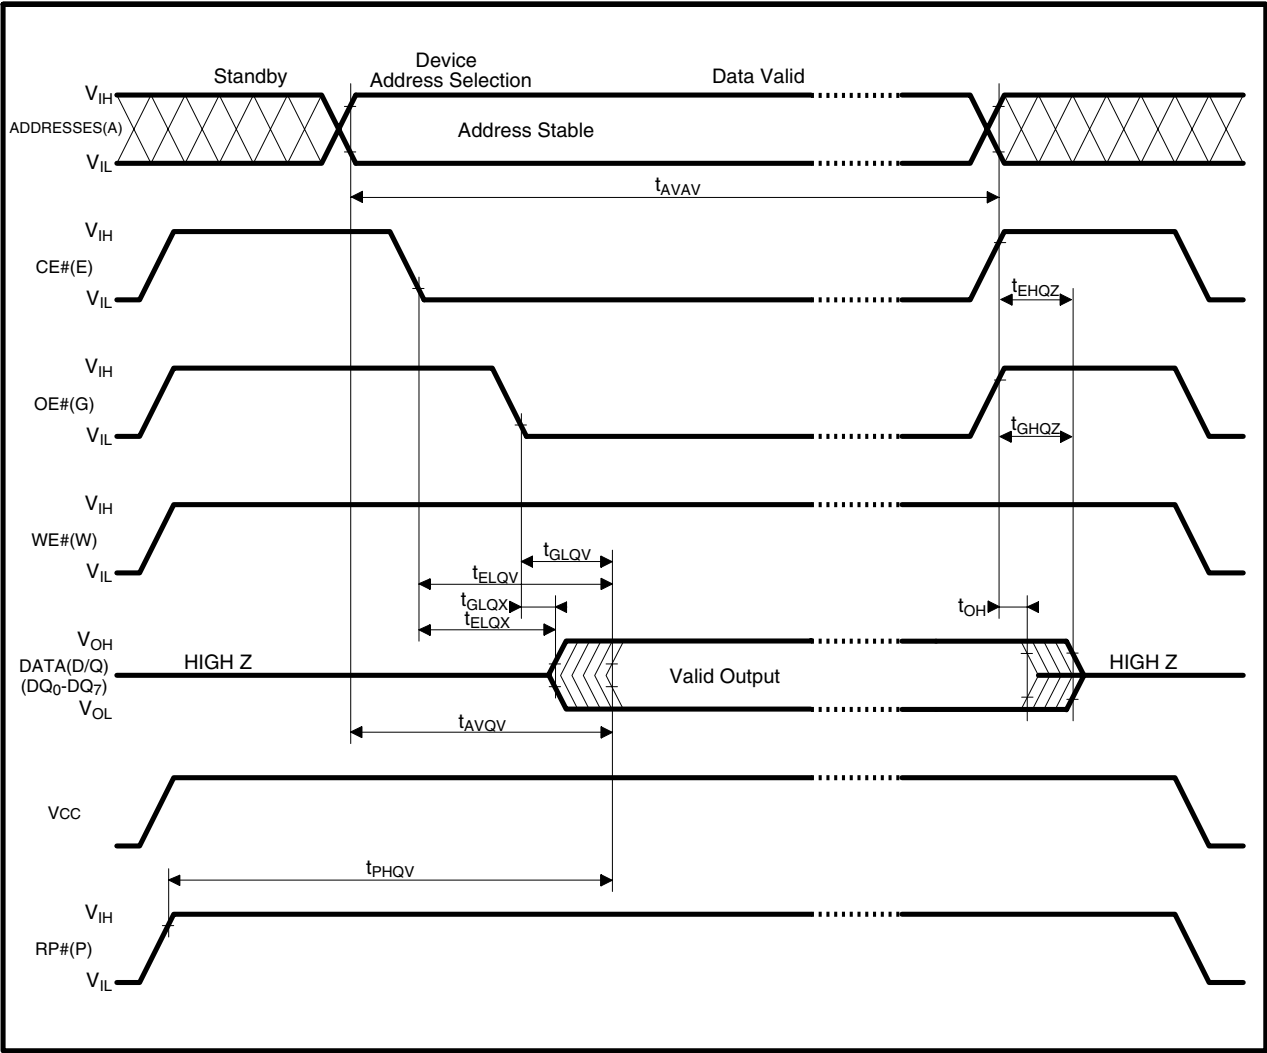 Standby
Device
Address Selection
Data Valid
VIH
ADDRESSES(A)
Address Stable
VIL
tAVAV
VIH
CE#(E)
VIL
tEHQZ
VIH
OE#(G)
VIL
tGHQZ
VIH
WE#(W)
VIL
tGLQV
tELQV
tGLQX
tELQX
tOH
VOH
DATA(D/Q)
(DQ0-DQ7)
VOL
HIGH Z
Valid Output
HIGH Z
tAVQV
VCC
tPHQV
VIH
RP#(P)
VIL